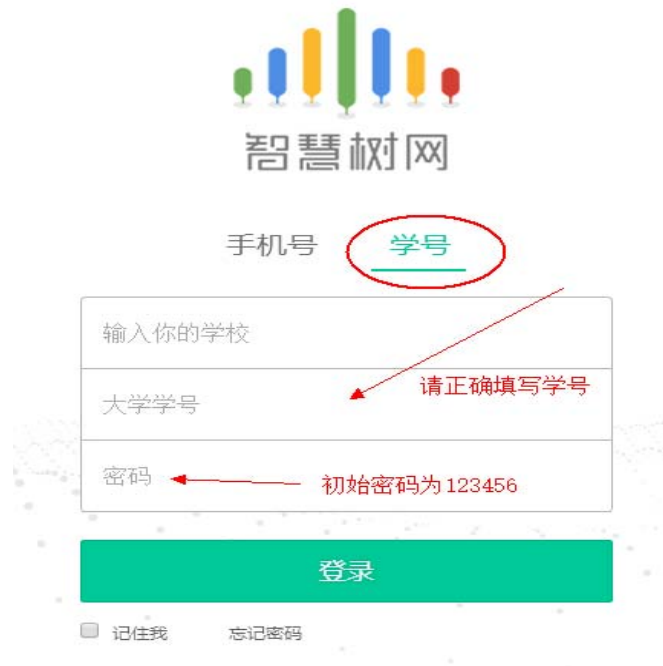 智慧树网
手机号 学号
输入你的学校
请正确填写学号
大学学号
密码
初始密码为123456
登录
记住我 忘记密码